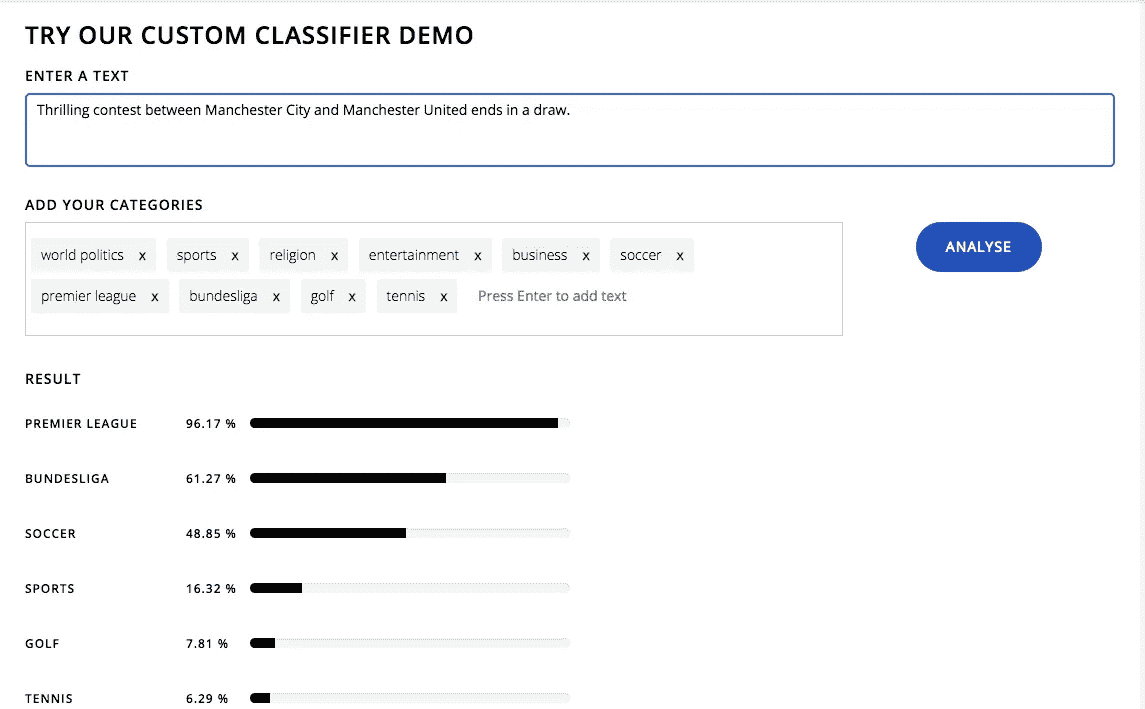 TRY OUR CUSTOM CLASSIFIER DEMO
ENTER A TEXT
Thrilling contest between Manchester City and Manchester United ends in a draw.
ADD YOUR CATEGORIES
world politics x sports x religion x entertainment x business x soccer x
ANALYSE
premier league x bundesliga x golf x tennis x Press Enter to add text
RESULT
PREMIER LEAGUE 96.17 %
BUNDESLIGA 61.27 %
SOCCER 48.85 %
SPORTS 16.32 %
GOLF 7.81 %
TENNIS 6.29 %